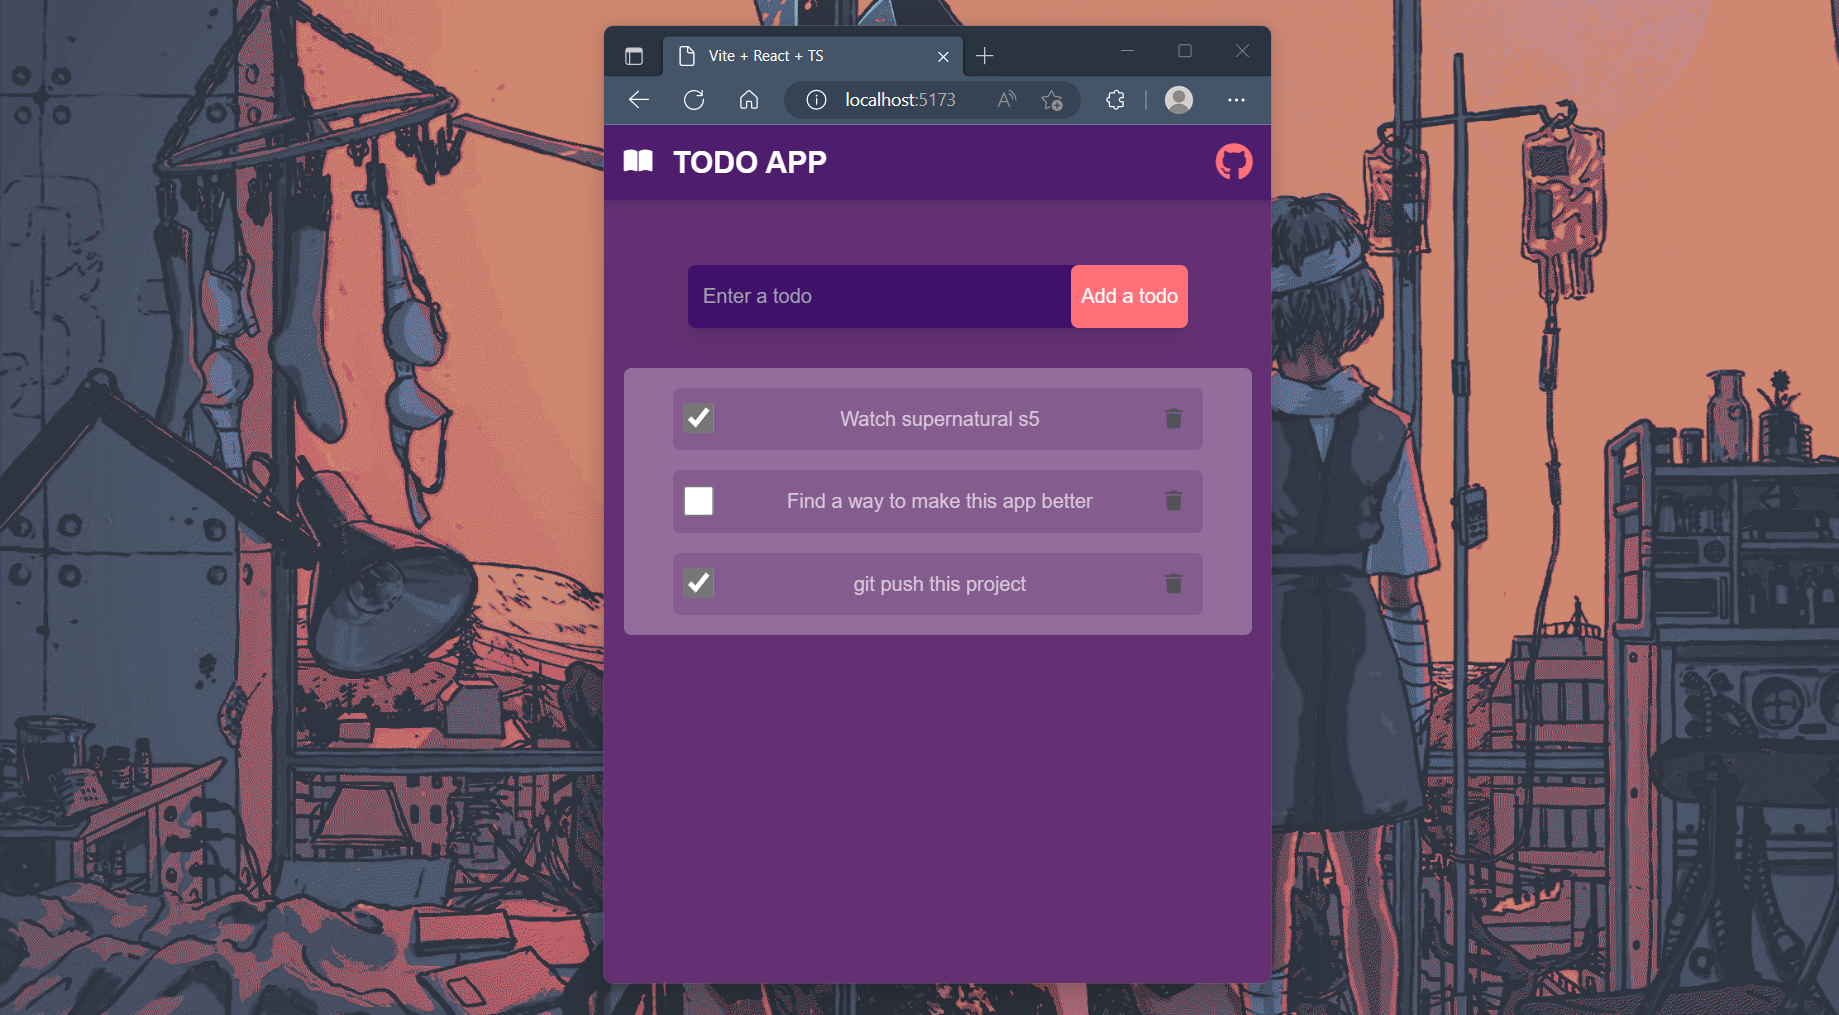 Vite + React + TS
localhost:5173
TODO APP
Enter a todo
Add a todo
Watch supernatural s5
Find a way to make this app better
git push this project